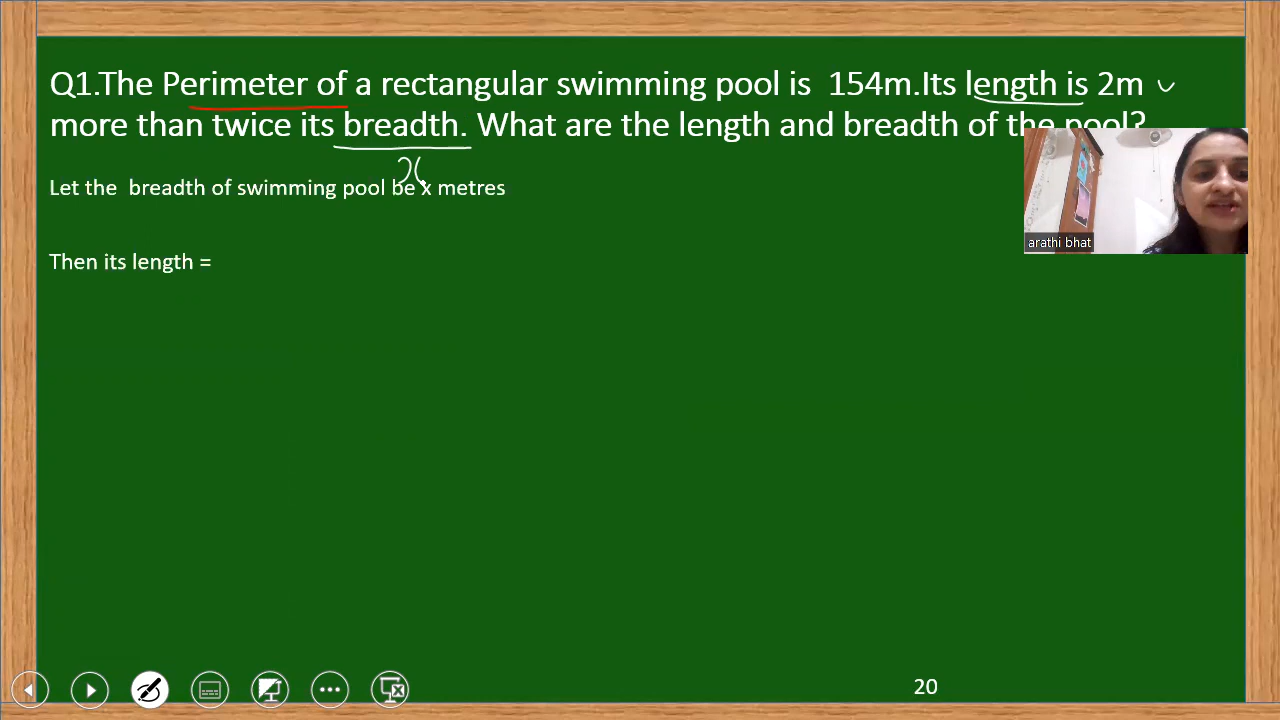 Q1.The Perimeter of a rectangular swimming pool is 154m.Its length is 2m
more than twice its breadth. What are the length and breadth of the pool?
x
Let the breadth of swimming pool be x metres
arathi bhat
Then its length =
20